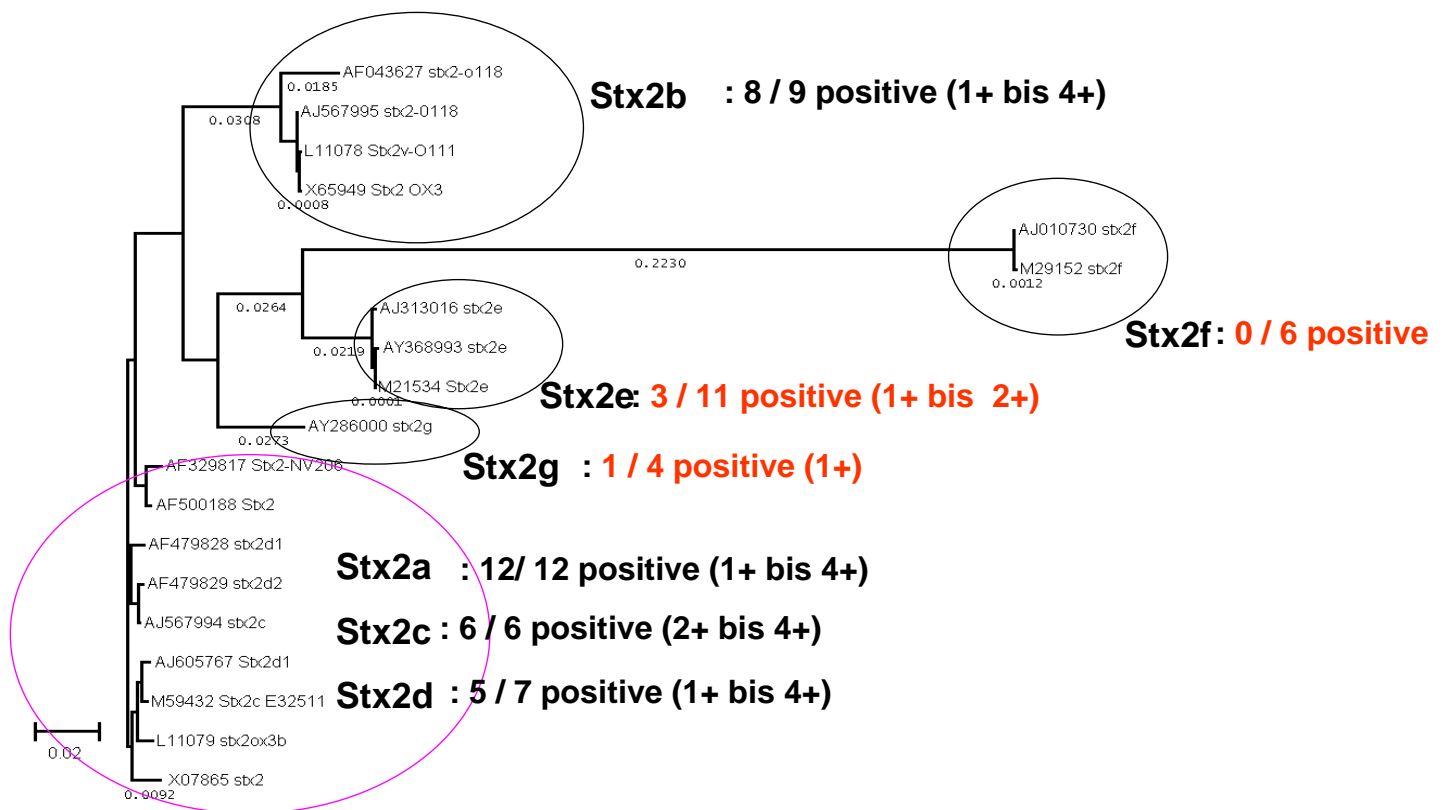 AF043627 stx2-o118
0.0185
Stx2b : 8 / 9 positive (1+ bis 4+)
0.0308
AJ567995 stx2-0118
L11078 Stx2v-O111
X65949 Stx2 OX3
0.0008
AJ010730 stx2f
0.2230
M29152 stx2f
0.0012
0.0264
AJ313016 stx2e
Stx2f: 0 / 6 positive
0.0219
AY368993 stx2e
M21534 Stx2e
0.0001
Stx2e: 3 / 11 positive (1+ bis 2+)
AY286000 stx2g
0.0273
AF329817 Stx2-NV206
Stx2g : 1 / 4 positive (1+)
AF500188 Stx2
AF479828 stx2d1
Stx2a : 12/ 12 positive (1+ bis 4+)
AF479829 stx2d2
AJ567994 stx2c
Stx2c : 6 / 6 positive (2+ bis 4+)
AJ605767 Stx2d1
M59432 Stx2c E32511
Stx2d : 5 / 7 positive (1+ bis 4+)
L11079 stx2ox3b
0.02
X07865 stx2
0.0092